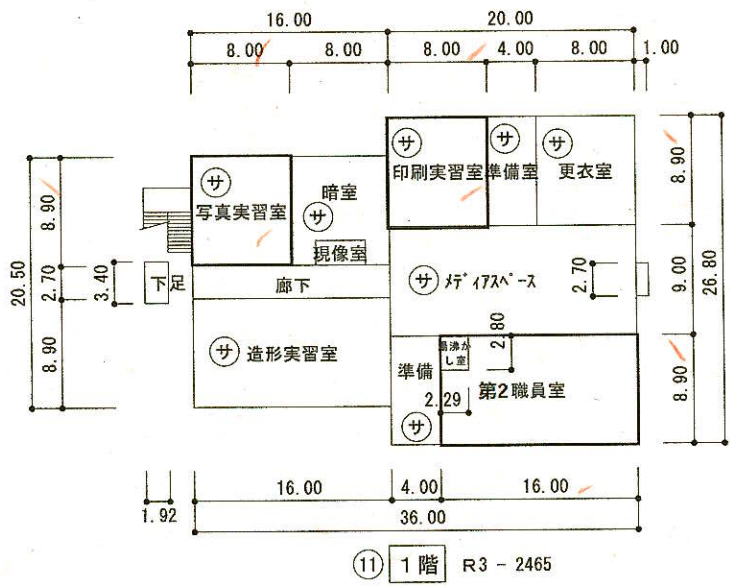 16.00 20.00
8.00 8.00 8.00 4.00 8.00 1.00
サ サ サ サ
写真実習室 暗室 印刷実習室 準備室 更衣室
サ
現像室
8.90 2.70 8.90
20.50
3.40
下足
廊下
サ メディアスペース
2.70
8.90 9.00 8.90
26.80
サ 造形実習室
準備
湯沸かし室
2.80
2.29
第2職員室
サ
16.00 4.00 16.00
1.92
36.00
⑪ 1階 R3 - 2465